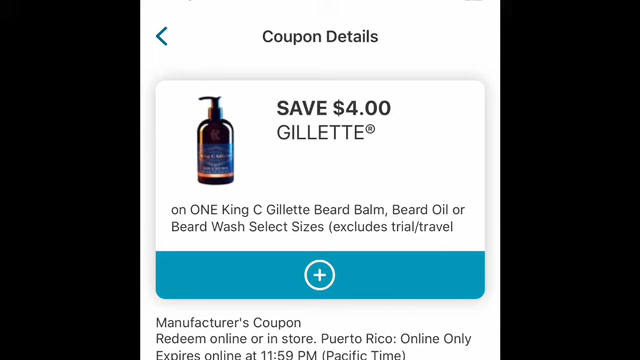 Coupon Details
SAVE $4.00
GILLETTE®
on ONE King C Gillette Beard Balm, Beard Oil or
Beard Wash Select Sizes (excludes trial/travel
Manufacturer's Coupon
Redeem online or in store. Puerto Rico: Online Only
Expires online at 11:59 PM (Pacific Time)